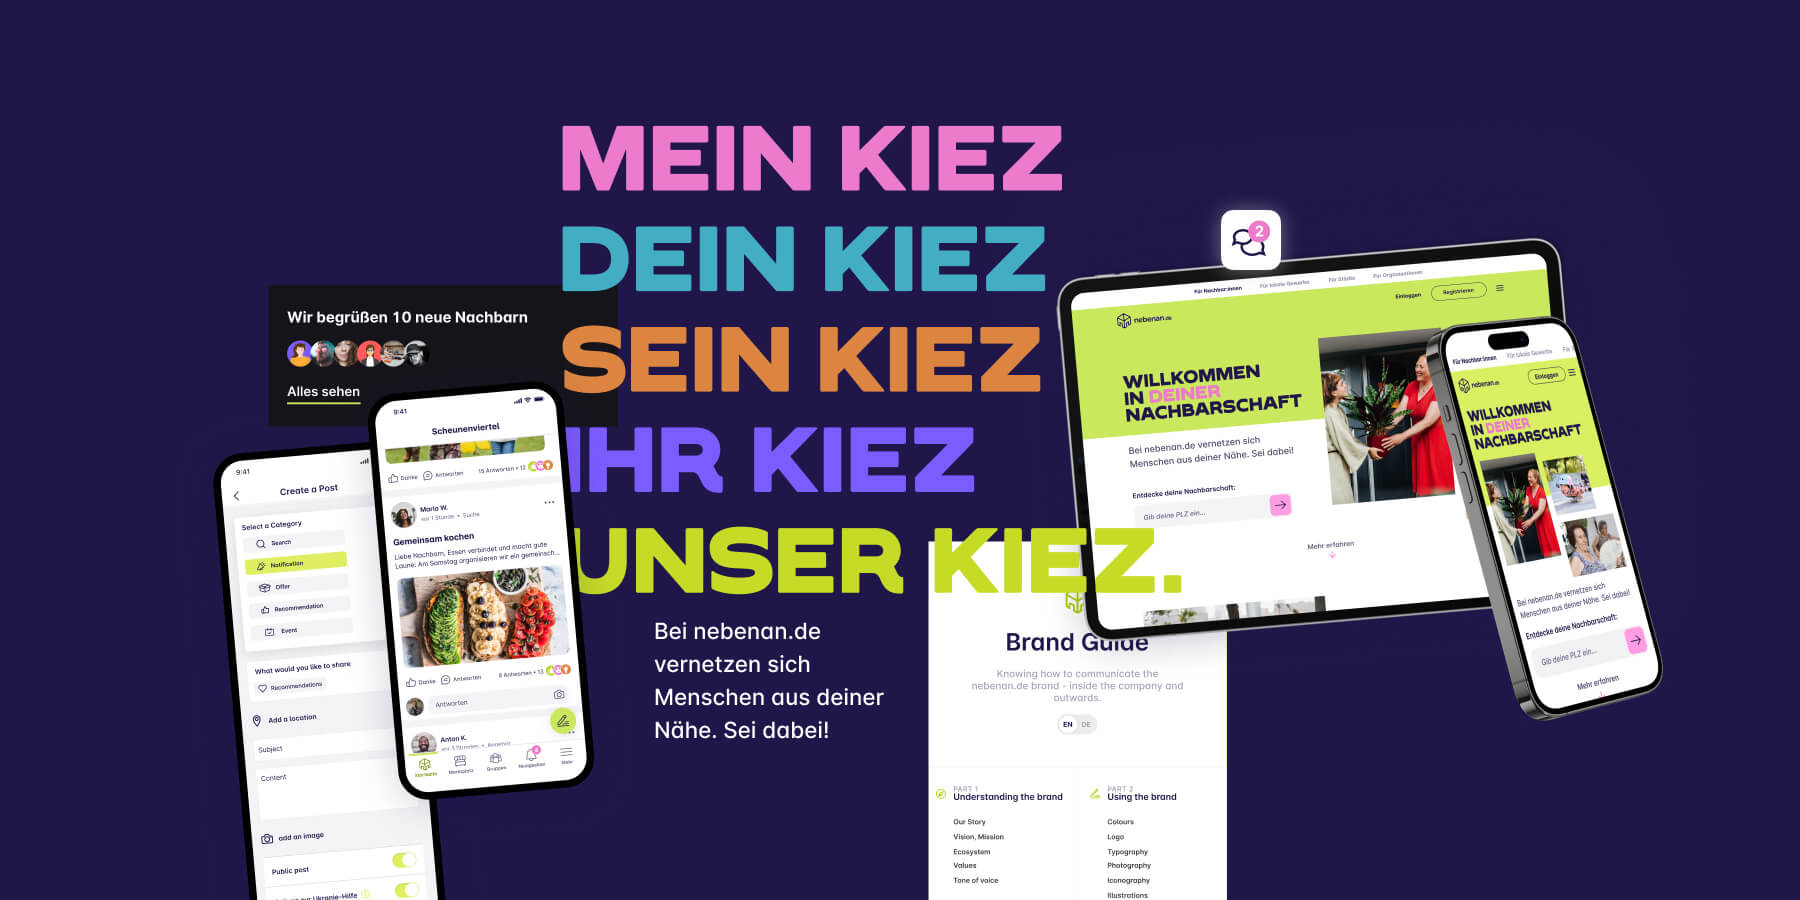 MEIN KIEZ
DEIN KIEZ
SEIN KIEZ
IHR KIEZ
UNSER KIEZ.
Bei nebenan.de
vernetzen sich
Menschen aus deiner
Nähe. Sei dabei!
Wir begrüßen 10 neue Nachbarn
Alles sehen
9:41
Create a Post
Select a Category
Search
Notification
Offer
Recommendation
Event
What would you like to share
Recommendations
Add a location
Subject
Content
add an image
Public post
zur Ukraine-Hilfe
9:41
Scheunenviertel
Danke
Antworten
15 Antworten • 13
Maria W.
vor 1 Stunde • Suche
Gemeinsam kochen
Liebe Nachbarn, Essen verbindet und macht gute
Laune: Am Samstag organisieren wir ein gemeinsch...
Danke
Antworten
8 Antworten • 13
Antworten
Anton K.
vor 3 Stunden •
Startseite
Marktplatz
Gruppen
4
Neuigkeiten
Mehr
2
Für Nachbar:innen
Für lokale Gewerbe
Für Städte
Für Organisationen
nebenan.de
Einloggen
Registrieren
WILLKOMMEN
IN DEINER
NACHBARSCHAFT
Bei nebenan.de vernetzen sich
Menschen aus deiner Nähe. Sei dabei!
Entdecke deine Nachbarschaft:
Gib deine PLZ ein...
Mehr erfahren
Für Nachbar:innen
Für lokale Gewerbe
nebenan.de
Einloggen
WILLKOMMEN
IN DEINER
NACHBARSCHAFT
Bei nebenan.de vernetzen sich
Menschen aus deiner Nähe. Sei dabei!
Entdecke deine Nachbarschaft:
Gib deine PLZ ein...
Mehr erfahren
Brand Guide
Knowing how to communicate the
nebenan.de brand - inside the company and
outwards.
EN DE
PART 1
Understanding the brand
Our Story
Vision, Mission
Ecosystem
Values
Tone of voice
PART 2
Using the brand
Colours
Logo
Typography
Photography
Iconography
Illustrations